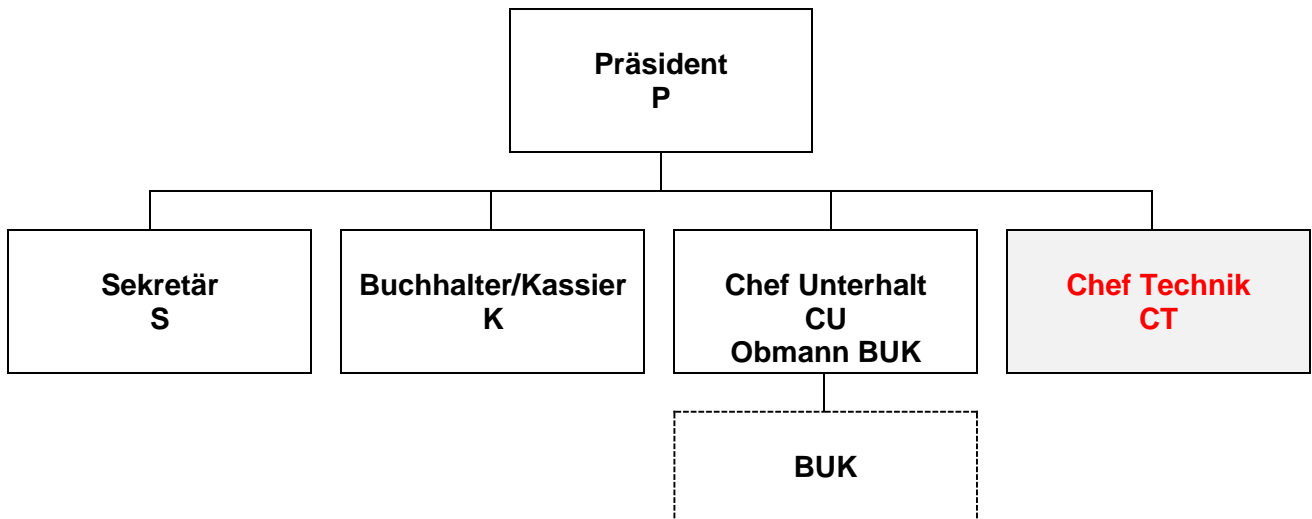 Präsident
P
Sekretär
S
Buchhalter/Kassier
K
Chef Unterhalt
CU
Obmann BUK
Chef Technik
CT
BUK